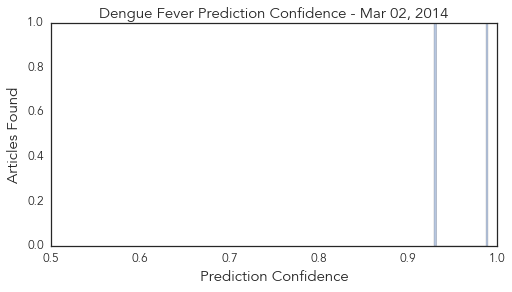 Dengue Fever Prediction Confidence - Mar 02, 2014
1.0
0.8
0.6
0.4
0.2
0.0
Articles Found
0.5 0.6 0.7 0.8 0.9 1.0
Prediction Confidence